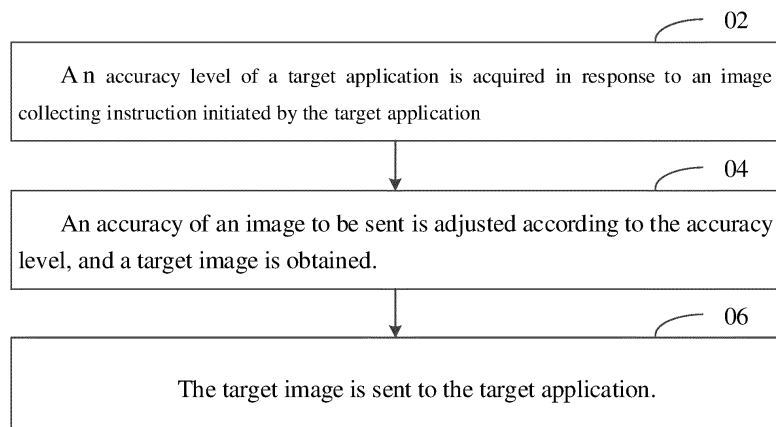 02
An accuracy level of a target application is acquired in response to an image
collecting instruction initiated by the target application
04
An accuracy of an image to be sent is adjusted according to the accuracy
level, and a target image is obtained.
06
The target image is sent to the target application.